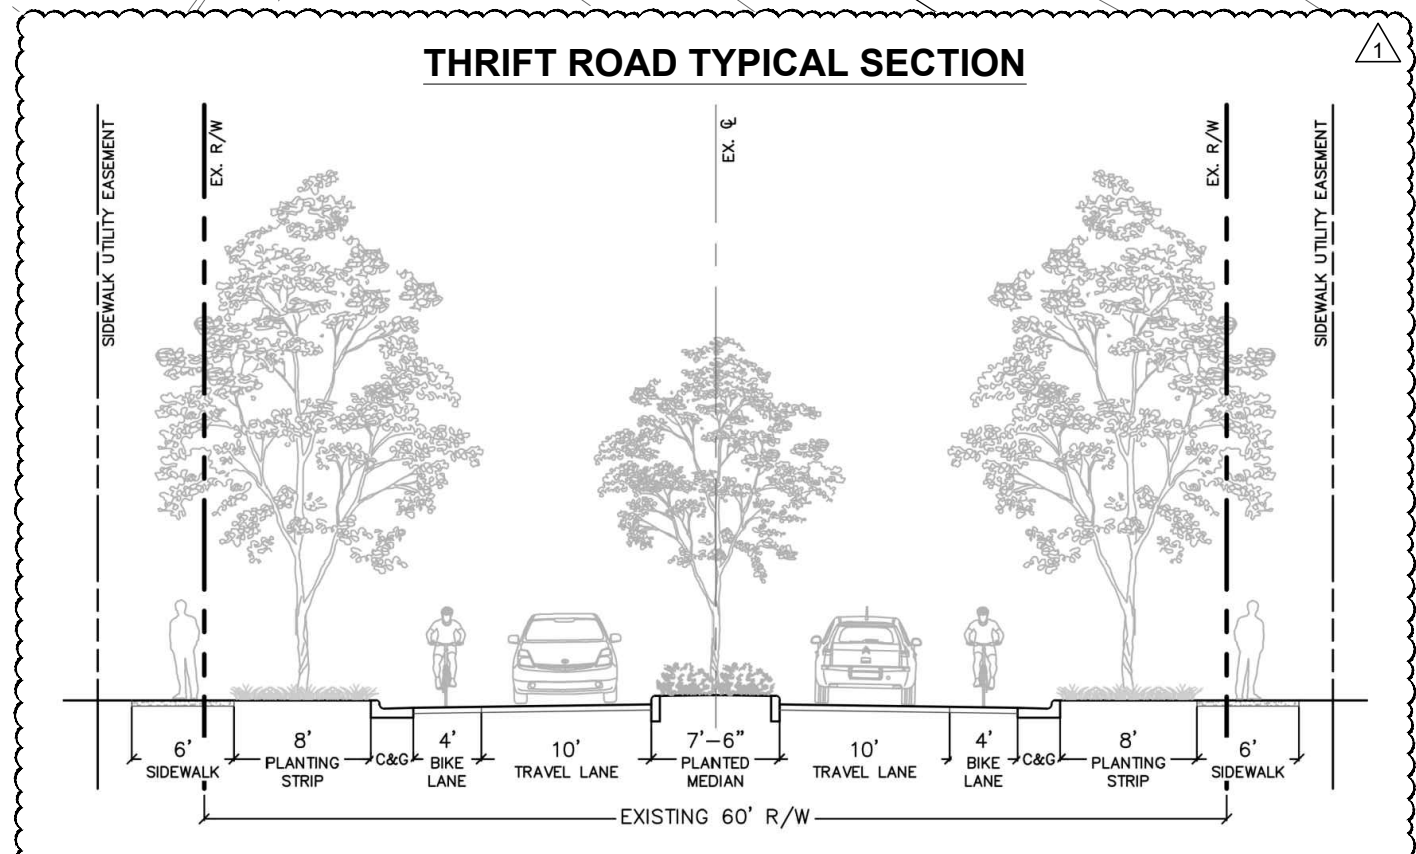 THRIFT ROAD TYPICAL SECTION
1
SIDEWALK UTILITY EASEMENT
EX. R/W
EX. ℄
EX. R/W
SIDEWALK UTILITY EASEMENT
6'
SIDEWALK
8'
PLANTING
STRIP
C&G
4'
BIKE
LANE
10'
TRAVEL LANE
7'-6"
PLANTED
MEDIAN
10'
TRAVEL LANE
4'
BIKE
LANE
C&G
8'
PLANTING
STRIP
6'
SIDEWALK
EXISTING 60' R/W